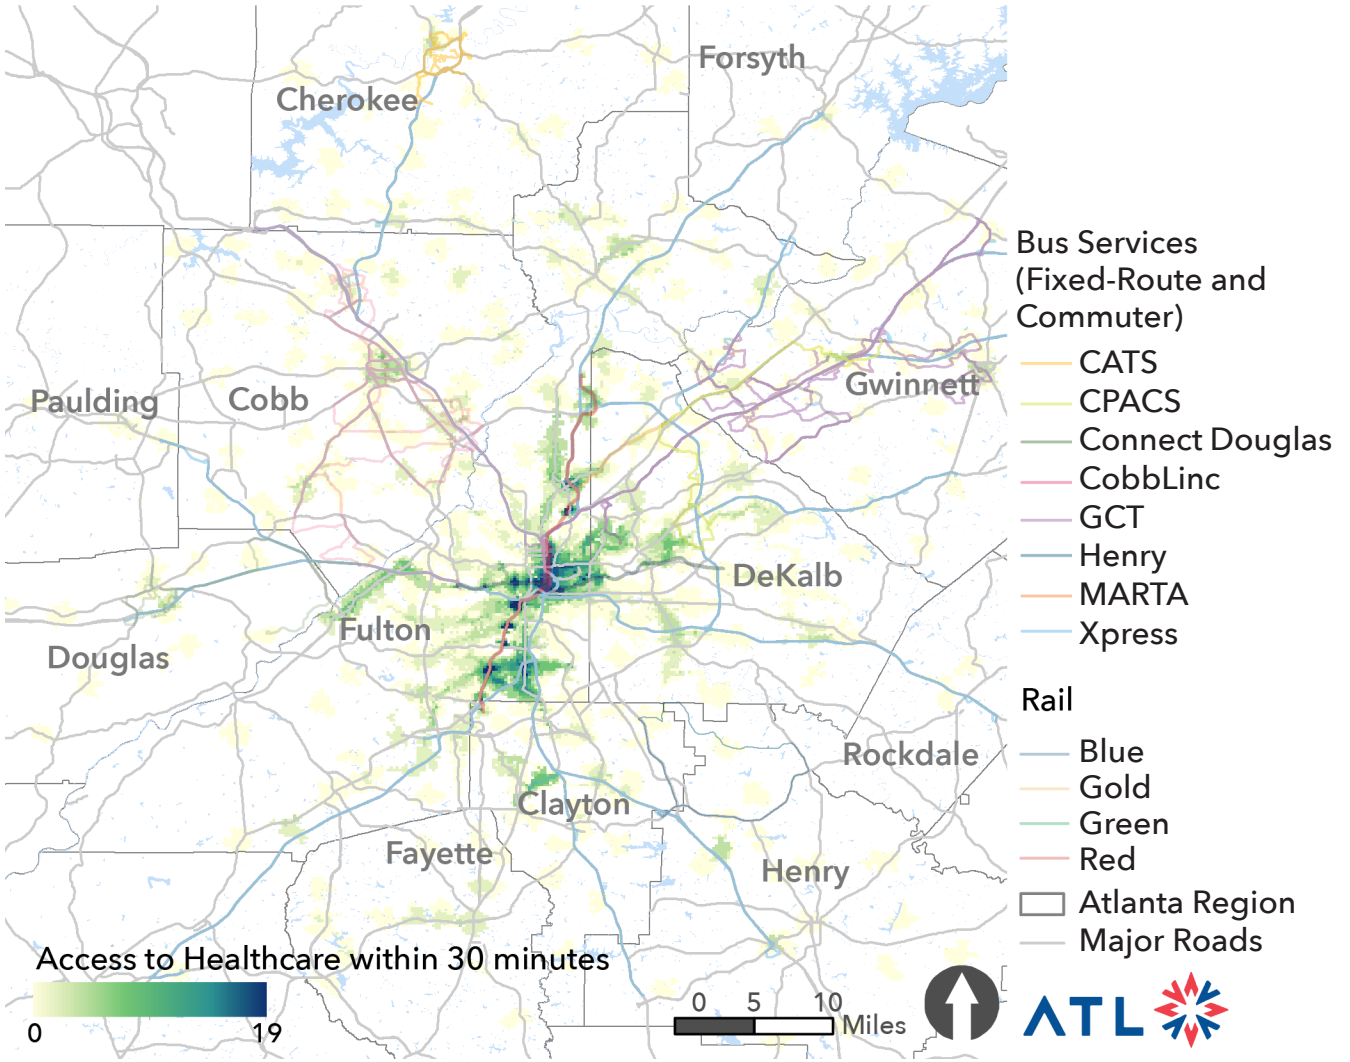 Forsyth
Cherokee
Bus Services
(Fixed-Route and
Commuter)
CATS
CPACS
Connect Douglas
CobbLinc
GCT
Henry
MARTA
Xpress
Paulding
Cobb
Gwinnett
DeKalb
Fulton
Douglas
Rail
Blue
Gold
Green
Red
Atlanta Region
Major Roads
Rockdale
Clayton
Fayette
Henry
Access to Healthcare within 30 minutes
0 19
0 5 10
Miles
ATL